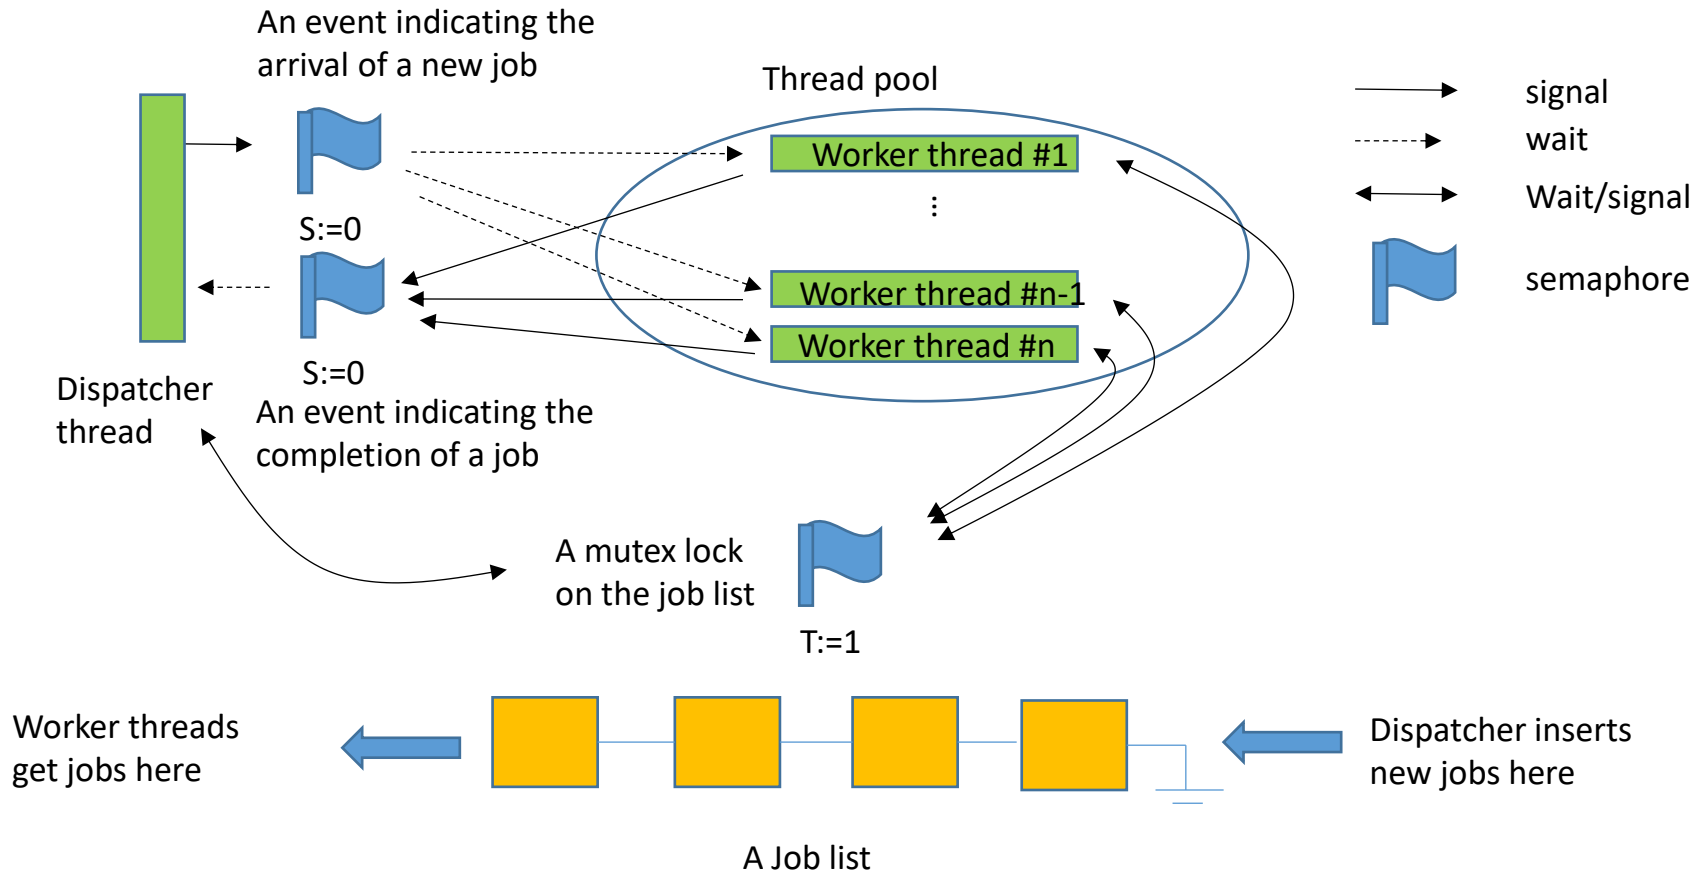 An event indicating the
arrival of a new job
Thread pool
signal
wait
Wait/signal
semaphore
Worker thread #1
...
Worker thread #n-1
Worker thread #n
S:=0
S:=0
Dispatcher
thread
An event indicating the
completion of a job
A mutex lock
on the job list
T:=1
Worker threads
get jobs here
Dispatcher inserts
new jobs here
A Job list